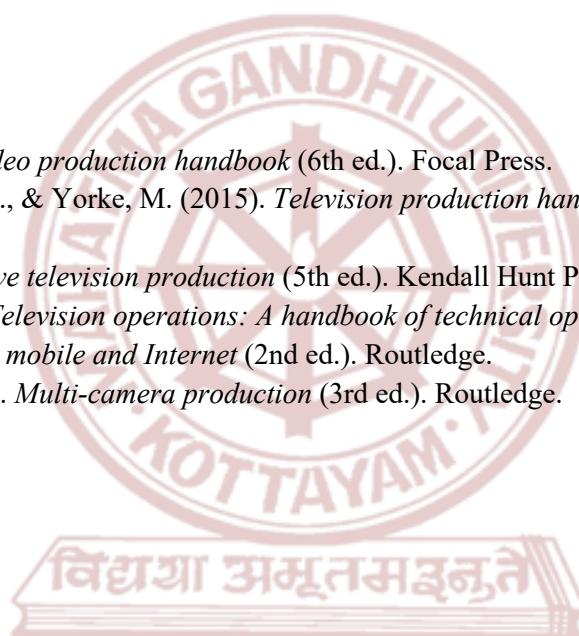 MAHATMA GANDHI UNIVERSITY
deo production handbook (6th ed.). Focal Press.
., & Yorke, M. (2015). Television production han
ve television production (5th ed.). Kendall Hunt P
Television operations: A handbook of technical op
mobile and Internet (2nd ed.). Routledge.
. Multi-camera production (3rd ed.). Routledge.
KOTTAYAM
विद्यया अमृतमश्नुते